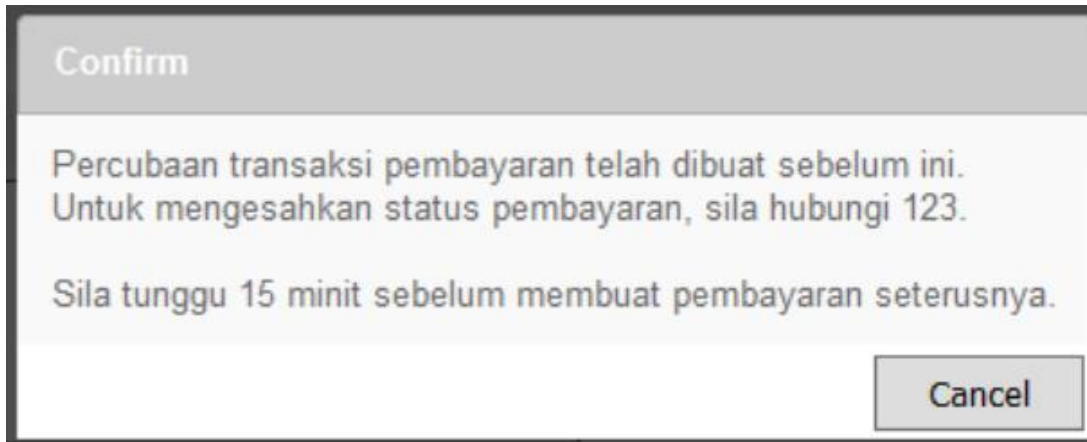 Confirm
Percubaan transaksi pembayaran telah dibuat sebelum ini.
Untuk mengesahkan status pembayaran, sila hubungi 123.
Sila tunggu 15 minit sebelum membuat pembayaran seterusnya.
Cancel